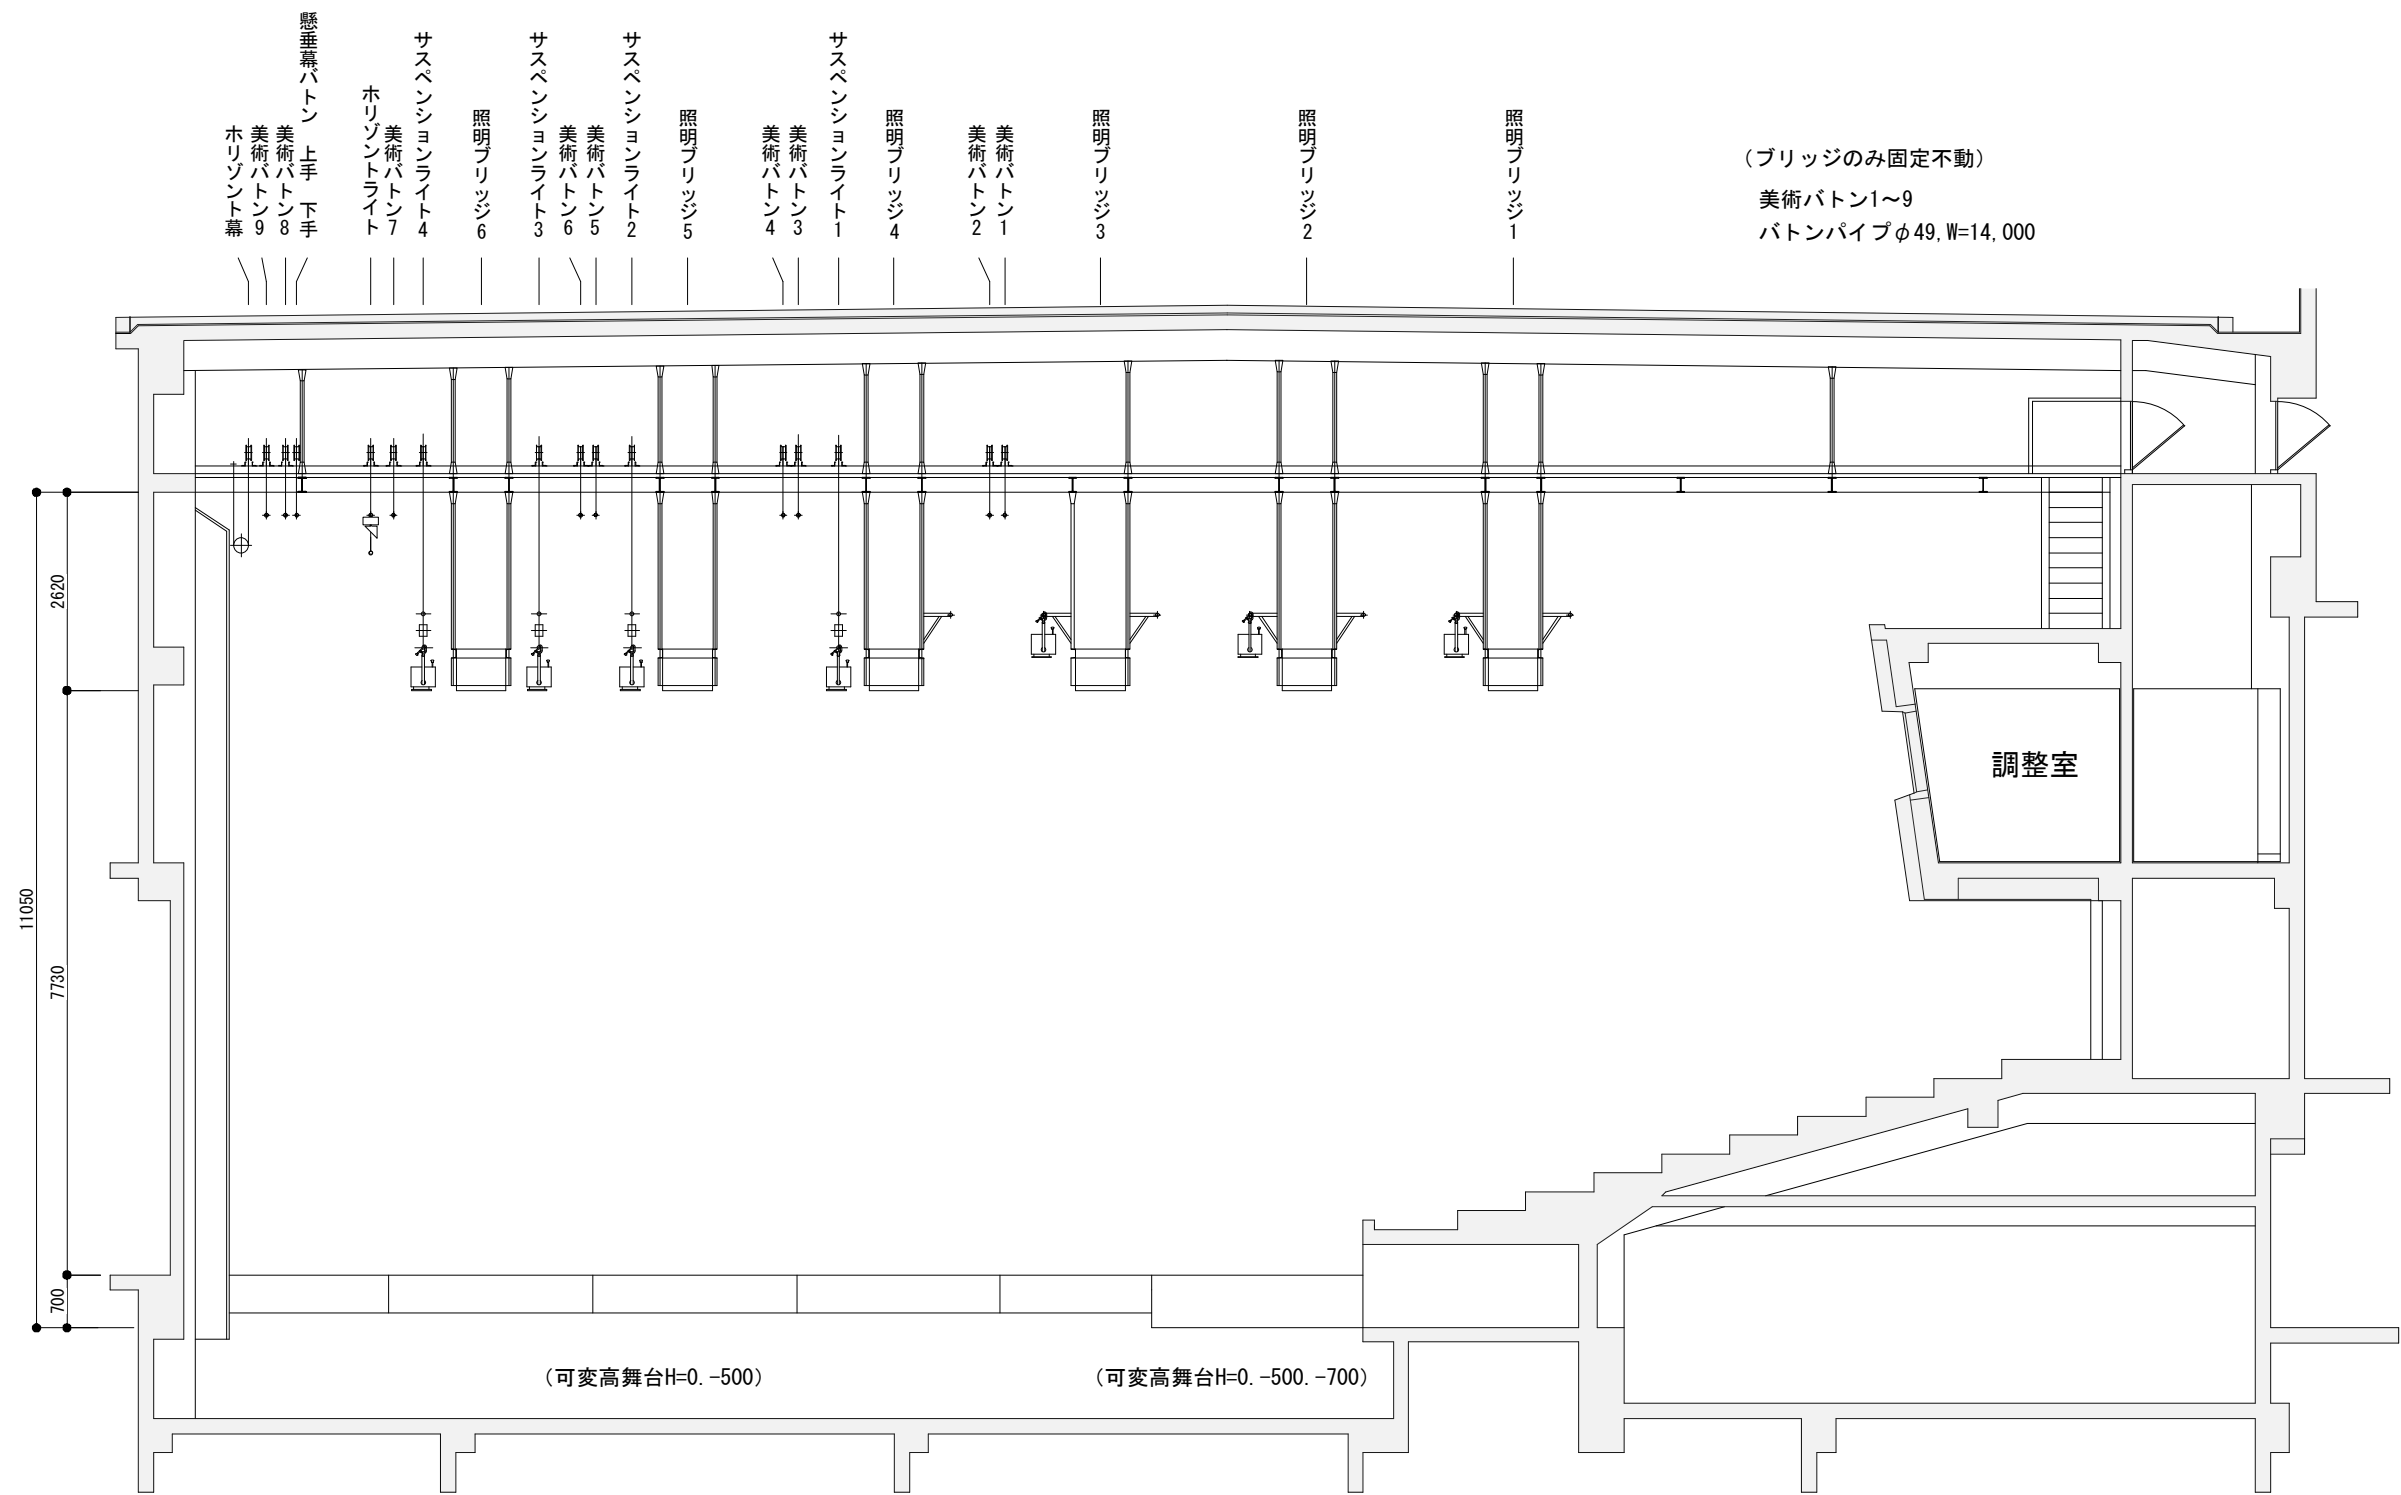 ホリゾント幕
美術バトン9
美術バトン8
懸垂幕バトン 上手 下手
ホリゾントライト
美術バトン7
サスペンションライト4
照明ブリッジ6
サスペンションライト3
美術バトン6
美術バトン5
サスペンションライト2
照明ブリッジ5
美術バトン4
美術バトン3
サスペンションライト1
照明ブリッジ4
美術バトン2
美術バトン1
照明ブリッジ3
照明ブリッジ2
照明ブリッジ1
（ブリッジのみ固定不動）
美術バトン1～9
バトンパイプφ49,W=14,000
2620
11050
7730
700
調整室
（可変高舞台H=0.-500）
（可変高舞台H=0.-500.-700）